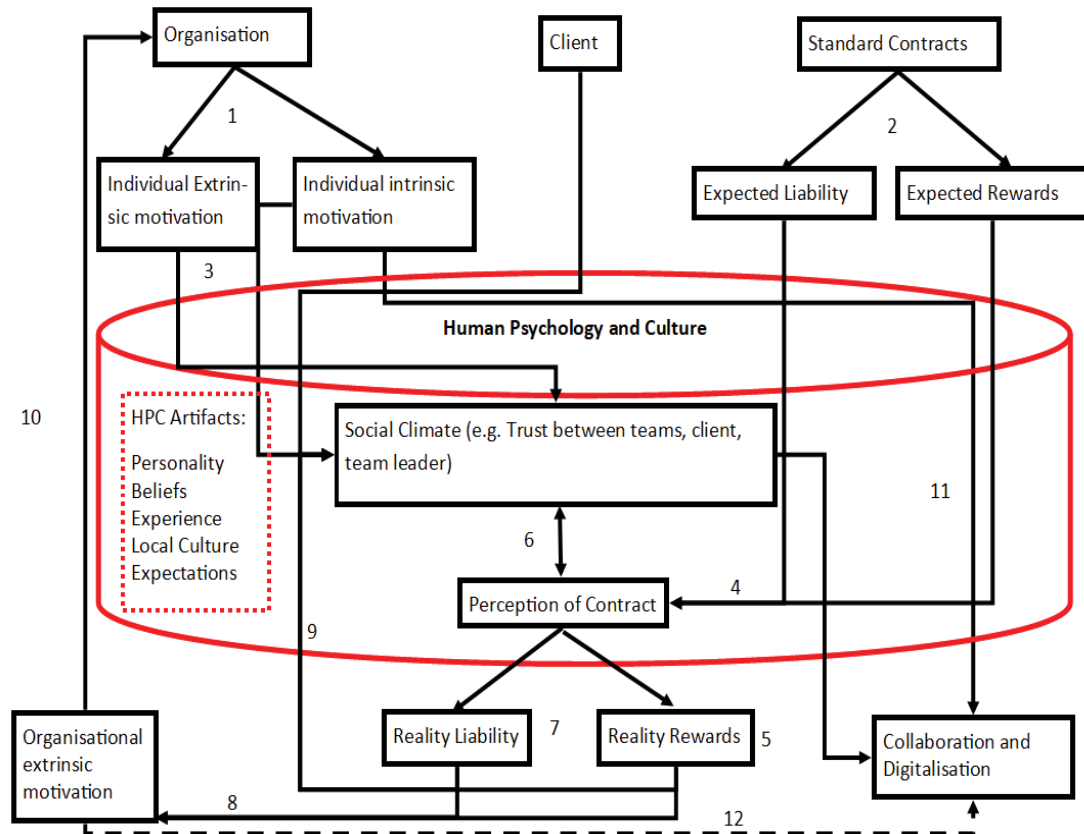 Organisation
Client
Standard Contracts
1
2
Individual Extrin-
sic motivation
Individual intrinsic
motivation
Expected Liability
Expected Rewards
3
Human Psychology and Culture
10
HPC Artifacts:
Personality
Beliefs
Experience
Local Culture
Expectations
Social Climate (e.g. Trust between teams, client,
team leader)
11
6
Perception of Contract
4
9
Organisational
extrinsic
motivation
Reality Liability
7
Reality Rewards
5
Collaboration and
Digitalisation
8
12